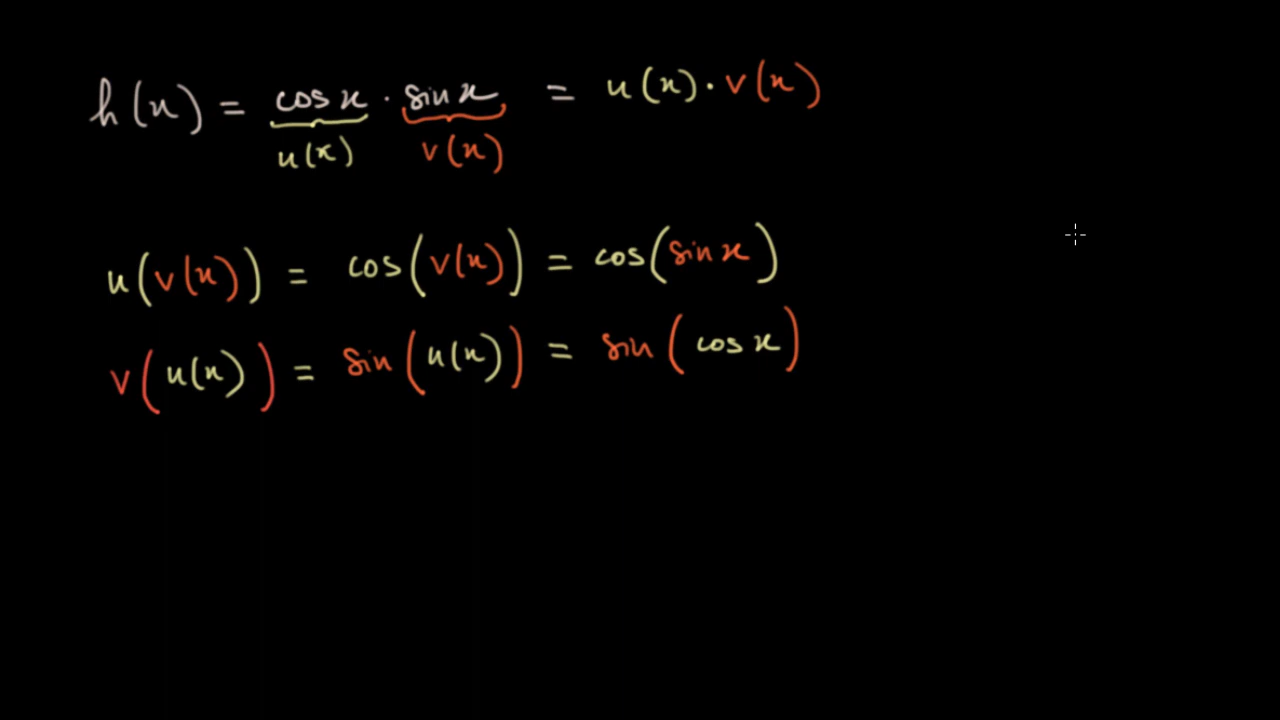 h(x) = cos x · sin x = u(x) · v(x)
u(x) v(x)
u(v(x)) = cos(v(x)) = cos(sin x)
v(u(x)) = sin(u(x)) = sin(cos x)